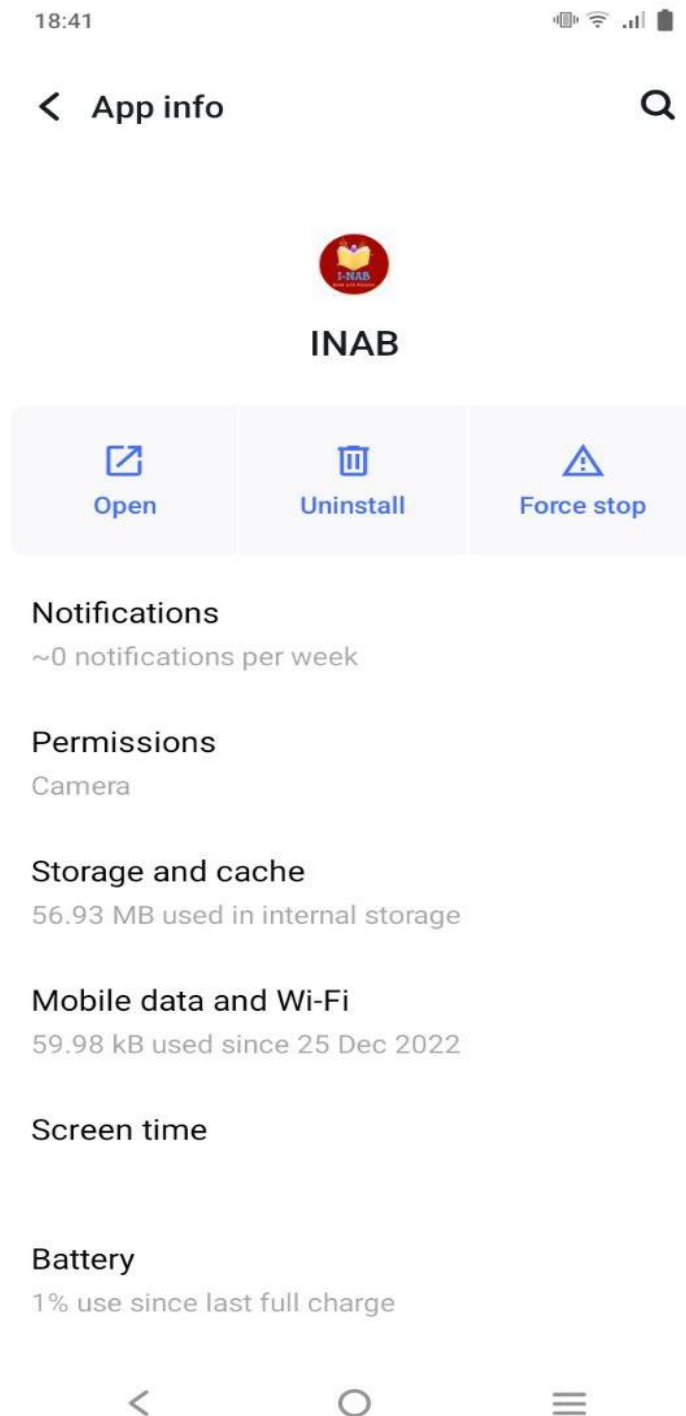 18:41
App info
I-NAB
INAB
Open
Uninstall
Force stop
Notifications
~0 notifications per week
Permissions
Camera
Storage and cache
56.93 MB used in internal storage
Mobile data and Wi-Fi
59.98 kB used since 25 Dec 2022
Screen time
Battery
1% use since last full charge